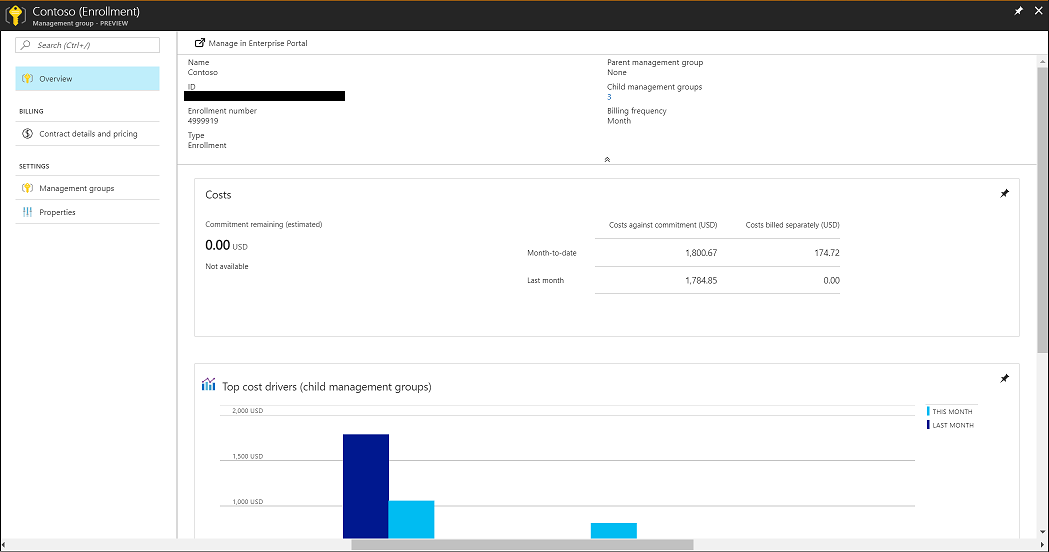 Contoso (Enrollment)
Management group - PREVIEW
Search (Ctrl+/)
Overview
BILLING
Contract details and pricing
SETTINGS
Management groups
Properties
Manage in Enterprise Portal
Name
Contoso
ID
Enrollment number
4999919
Type
Enrollment
Parent management group
None
Child management groups
3
Billing frequency
Month
Costs
Commitment remaining (estimated)
0.00 USD
Not available
Costs against commitment (USD) Costs billed separately (USD)
Month-to-date 1,800.67 174.72
Last month 1,784.85 0.00
Top cost drivers (child management groups)
2,000 USD
1,500 USD
1,000 USD
THIS MONTH
LAST MONTH